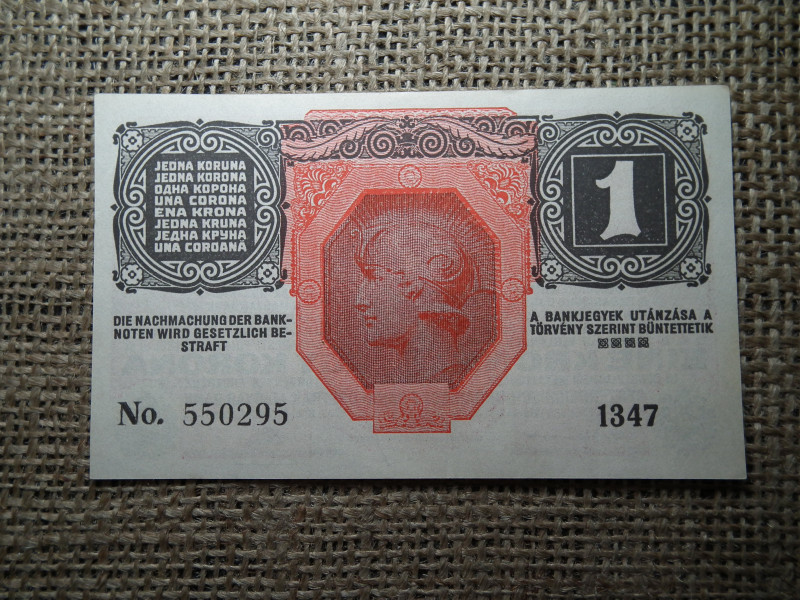 JEDNA KORUNA
JEDNA KORONA
ОДНА КОРОНА
UNA CORONA
ENA KRONA
JEDNA KRUNA
ЈЕДНА КРУНА
UNA COROANĂ
1
DIE NACHMACHUNG DER BANK-
NOTEN WIRD GESETZLICH BE-
STRAFT
A BANKJEGYEK UTÁNZÁSA A
TÖRVÉNY SZERINT BÜNTETTETIK
No. 550295
1347